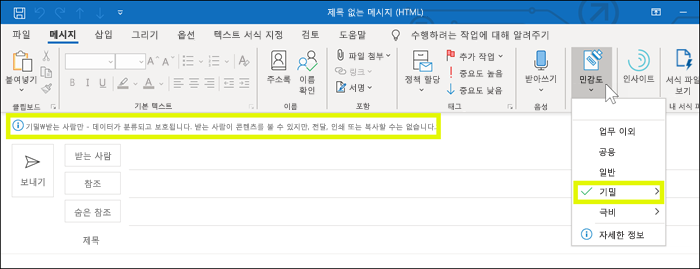 제목 없는 메시지 (HTML)
파일 메시지 삽입 그리기 옵션 텍스트 서식 지정 검토 도움말 수행하려는 작업에 대해 알려주기
붙여넣기
클립보드
가 가 가
기본 텍스트
주소록
이름 확인
이름
파일 첨부
링크
서명
포함
정책 할당
추가 작업
중요도 높음
중요도 낮음
태그
받아쓰기
음성
민감도
인사이트
서식 파일 보기
내 서식 파
기밀₩받는 사람만 - 데이터가 분류되고 보호됩니다. 받는 사람이 콘텐츠를 볼 수 있지만, 전달, 인쇄 또는 복사할 수는 없습니다.
보내기
받는 사람
참조
숨은 참조
제목
업무 이외
공용
일반
기밀
극비
자세한 정보